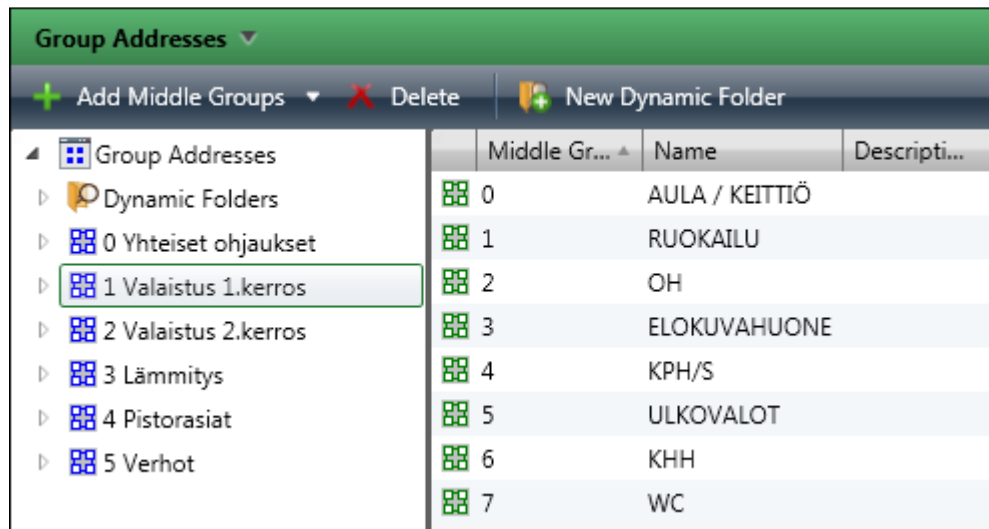 Group Addresses
Add Middle Groups Delete New Dynamic Folder
Group Addresses
Dynamic Folders
0 Yhteiset ohjaukset
1 Valaistus 1.kerros
2 Valaistus 2.kerros
3 Lämmitys
4 Pistorasiat
5 Verhot
Middle Gr... Name Descripti...
0 AULA / KEITTIÖ
1 RUOKAILU
2 OH
3 ELOKUVAHUONE
4 KPH/S
5 ULKOVALOT
6 KHH
7 WC